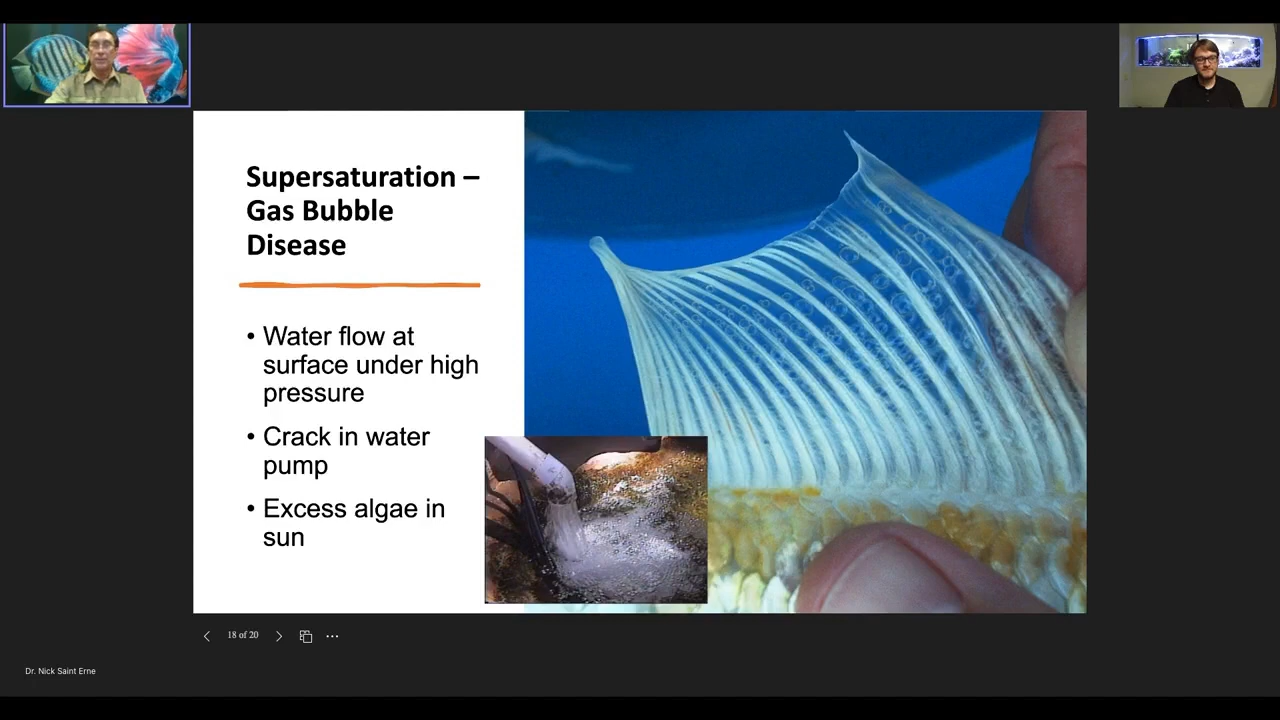 Supersaturation –
Gas Bubble
Disease
• Water flow at
surface under high
pressure
• Crack in water
pump
• Excess algae in
sun
18 of 20
Dr. Nick Saint Erne